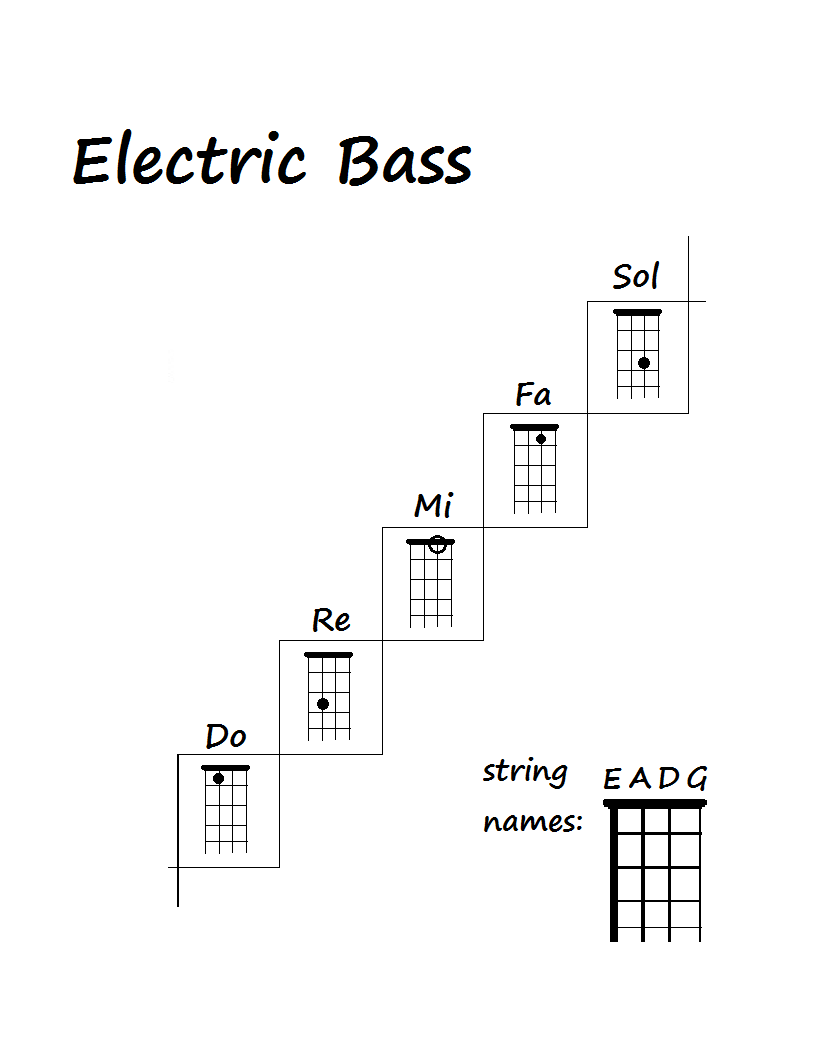 Electric Bass
Sol
Fa
Mi
Re
Do
string
names:
E A D G